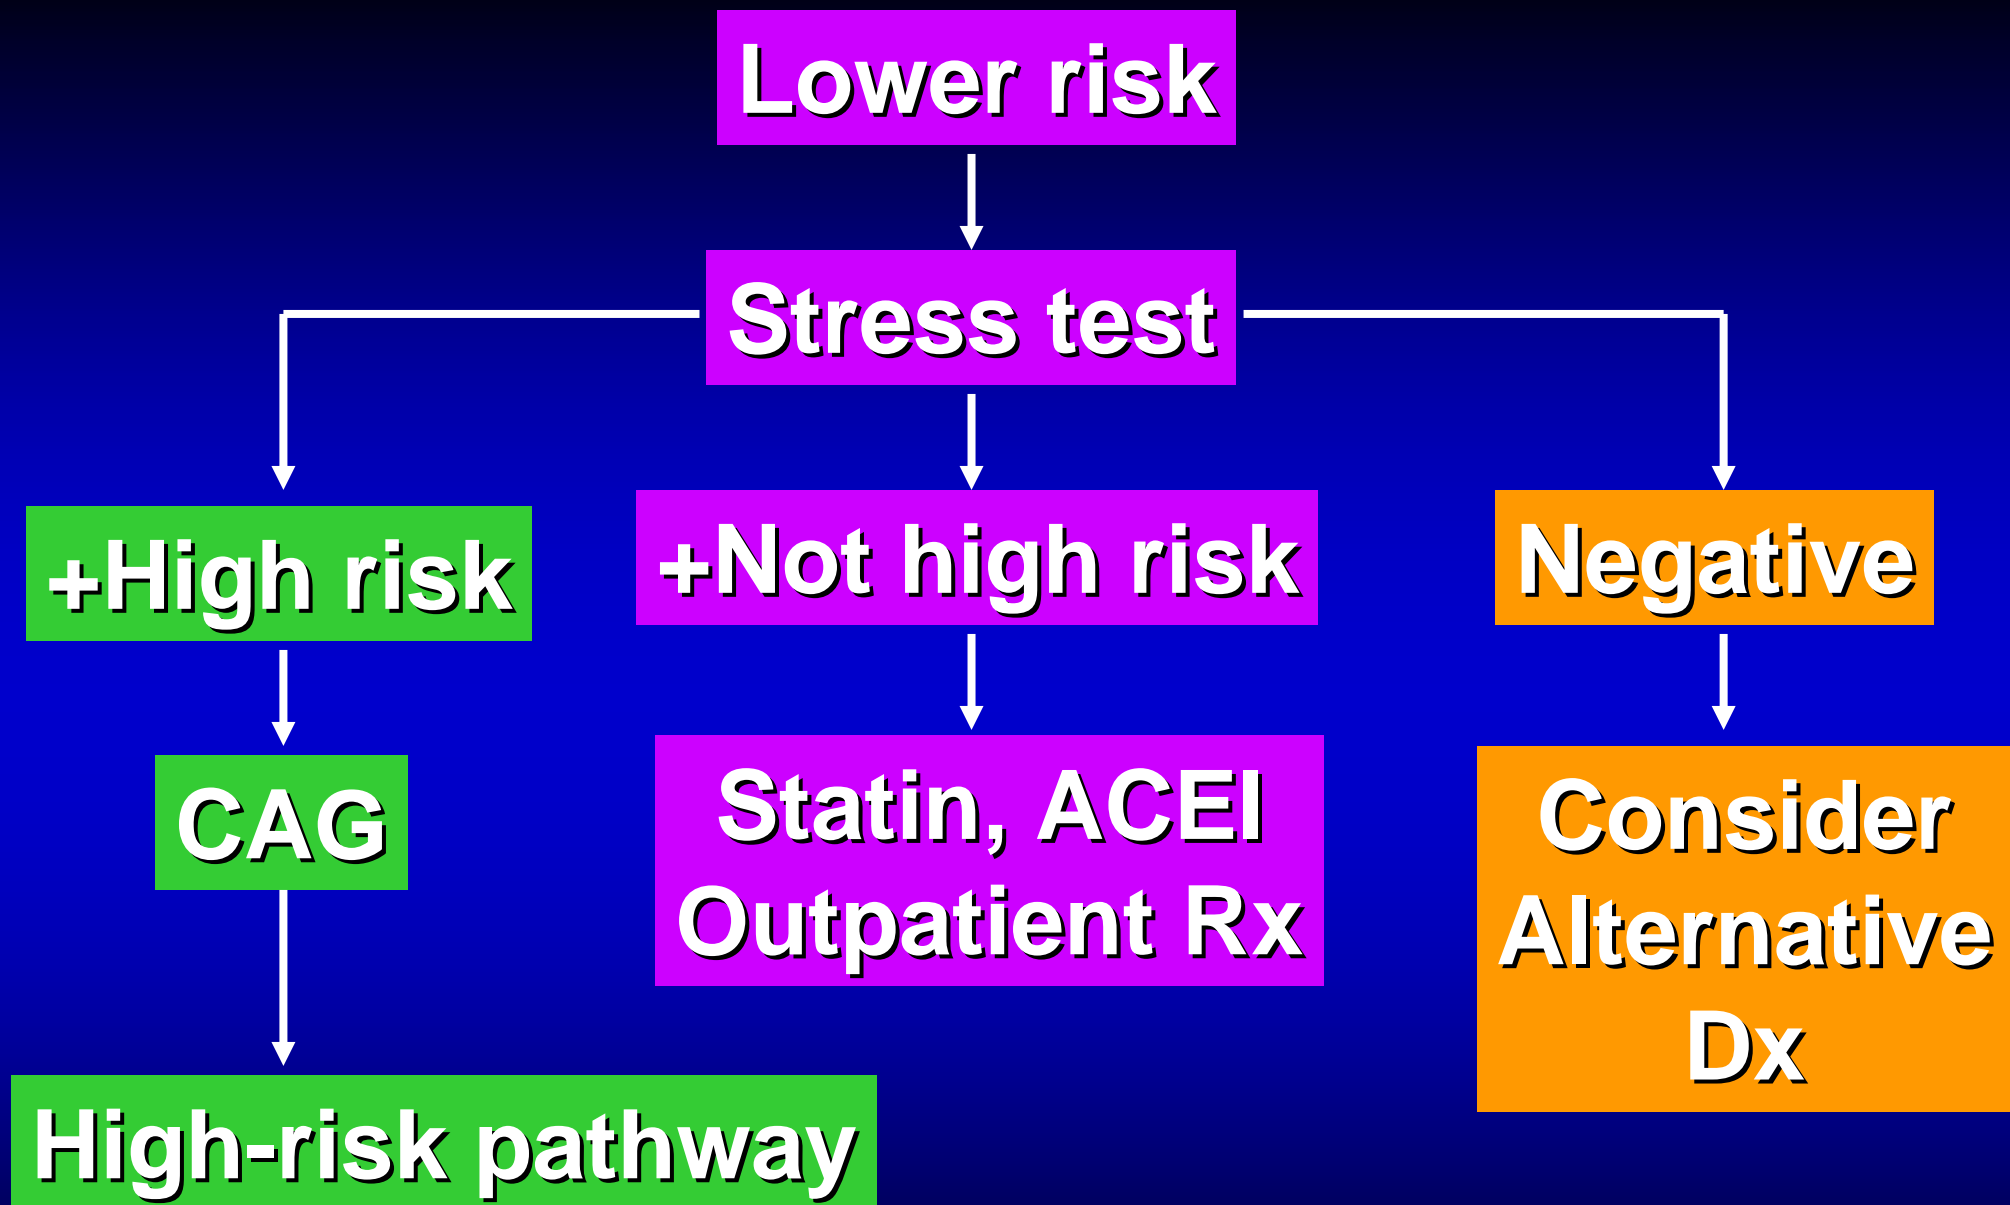 Lower risk
Stress test
+High risk
+Not high risk
Negative
CAG
Statin, ACEI
Outpatient Rx
Consider
Alternative
Dx
High-risk pathway